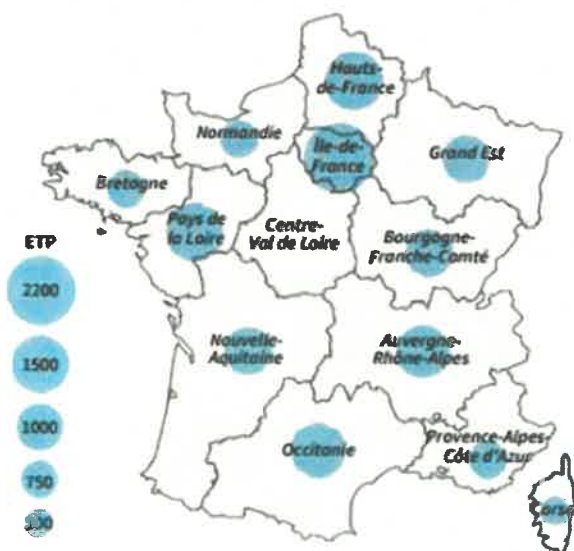 Hauts-
de-France
Normandie
Île-de-
France
Grand Est
Bretagne
Pays de
la Loire
Centre-
Val de Loire
Bourgogne-
Franche-Comté
ETP
2200
1500
1000
750
Nouvelle-
Aquitaine
Auvergne-
Rhône-Alpes
Occitanie
Provence-Alpes-
Côte d'Azur
Corse